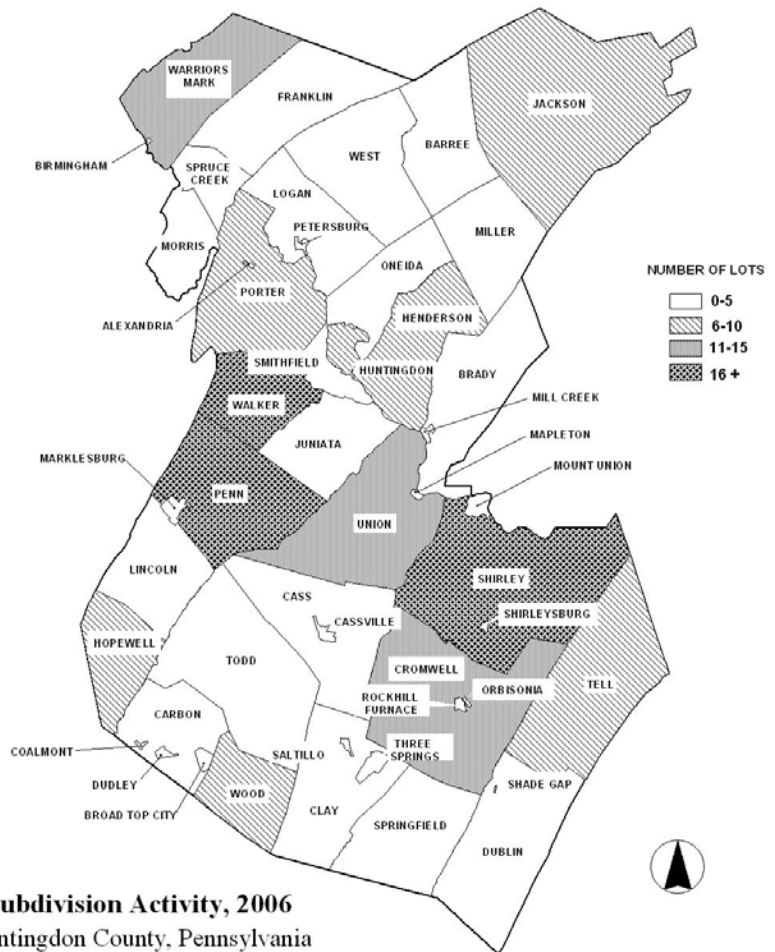 WARRIORS
MARK
FRANKLIN
JACKSON
BARREE
WEST
BIRMINGHAM
SPRUCE
CREEK
LOGAN
PETERSBURG
MILLER
MORRIS
ONEIDA
PORTER
NUMBER OF LOTS
0-5
6-10
11-15
16 +
HENDERSON
ALEXANDRIA
SMITHFIELD
HUNTINGDON
BRADY
WALKER
MILL CREEK
JUNIATA
MAPLETON
MARKLESBURG
MOUNT UNION
PENN
UNION
LINCOLN
SHIRLEY
CASS
SHIRLEYSBURG
CASSVILLE
HOPEWELL
TODD
CROMWELL
TELL
ORBISONIA
ROCKHILL
FURNACE
CARBON
COALMONT
SALTILLO
THREE
SPRINGS
DUDLEY
SHADE GAP
WOOD
BROAD TOP CITY
CLAY
SPRINGFIELD
DUBLIN
ubdivision Activity, 2006
ntingdon County, Pennsylvania